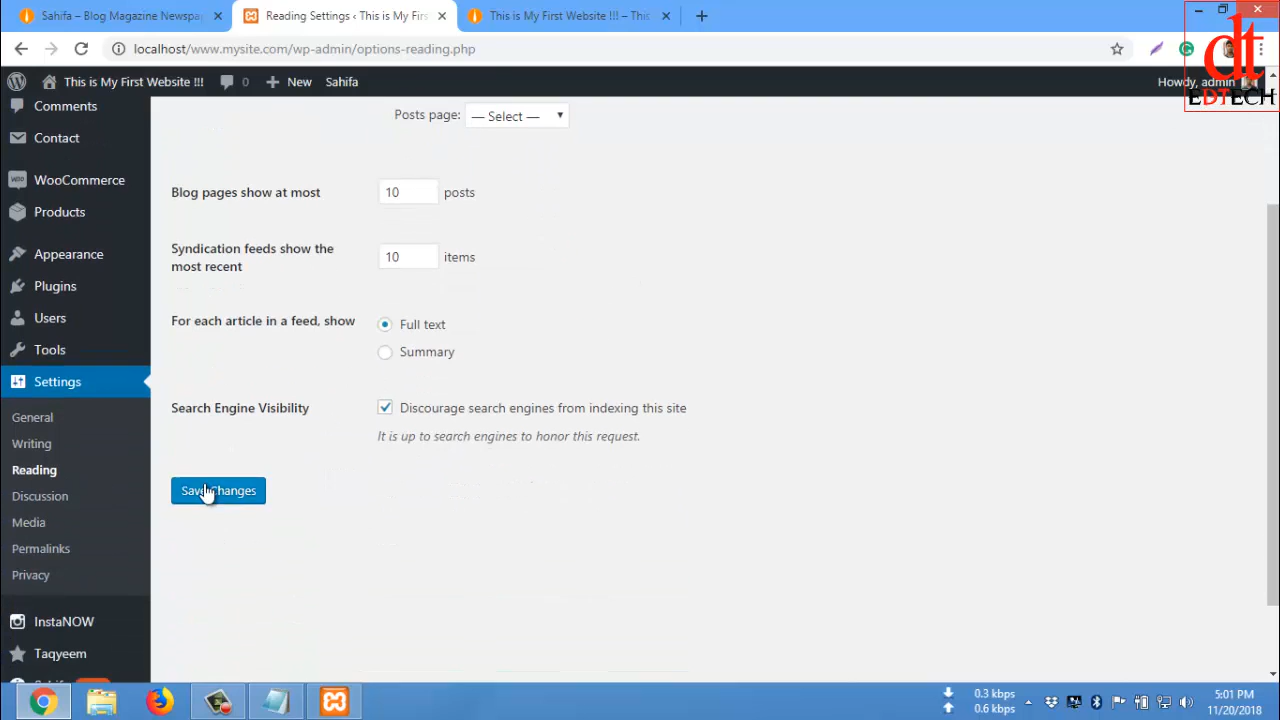 Sahifa – Blog Magazine Newspa
Reading Settings ‹ This is My Firs
This is My First Website !!! – This
localhost/www.mysite.com/wp-admin/options-reading.php
dt
EDTECH
This is My First Website !!!
0
New
Sahifa
Howdy, admin
Comments
Contact
WooCommerce
Products
Appearance
Plugins
Users
Tools
Settings
General
Writing
Reading
Discussion
Media
Permalinks
Privacy
InstaNOW
Taqyeem
Posts page: — Select —
Blog pages show at most 10 posts
Syndication feeds show the
most recent
10 items
For each article in a feed, show
Full text
Summary
Search Engine Visibility
Discourage search engines from indexing this site
It is up to search engines to honor this request.
Save Changes
0.3 kbps
0.6 kbps
5:01 PM
11/20/2018